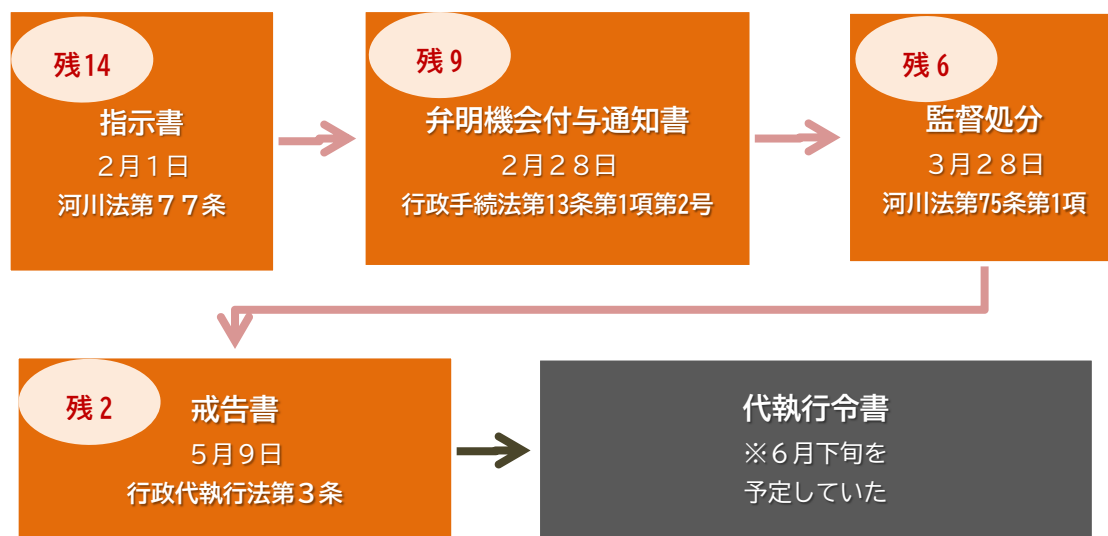 残14
指示書
２月１日
河川法第７７条
残９
弁明機会付与通知書
２月２８日
行政手続法第13条第1項第2号
残６
監督処分
３月２８日
河川法第75条第1項
残２
戒告書
５月９日
行政代執行法第３条
代執行令書
※６月下旬を
予定していた